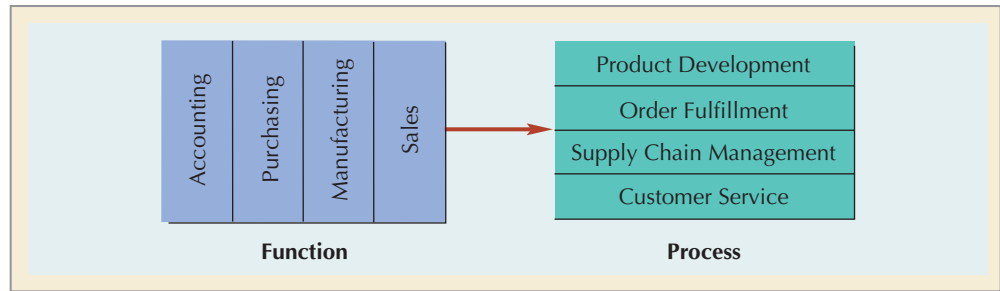 Accounting
Purchasing
Manufacturing
Sales
Function
Product Development
Order Fulfillment
Supply Chain Management
Customer Service
Process